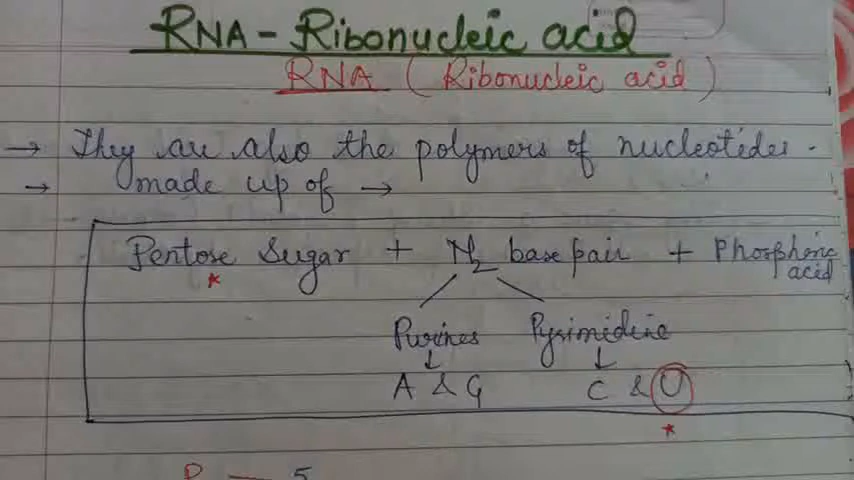 RNA - Ribonucleic acid
RNA (Ribonucleic acid)
→ They are also the polymers of nucleotides.
→ made up of →
Pentose Sugar + N₂ base pair + Phosphoric acid
*
Purines Pyrimidine
↓ ↓
A & G C & U
*
P — 5